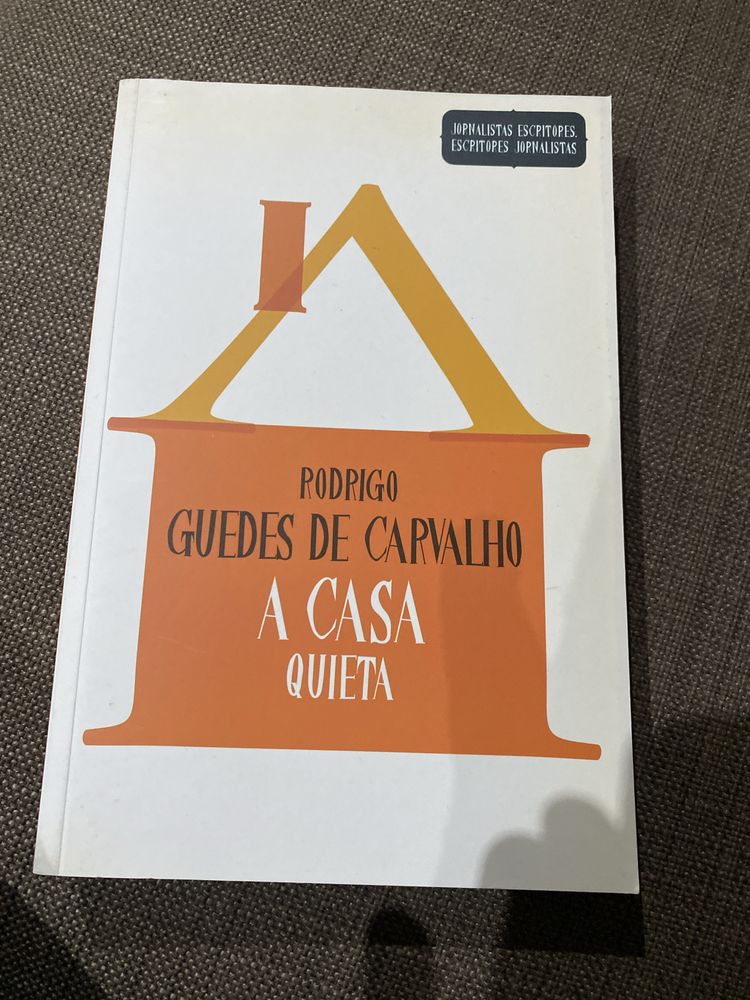 JORNALISTAS ESCRITORES,
ESCRITORES JORNALISTAS
RODRIGO
GUEDES DE CARVALHO
A CASA
QUIETA